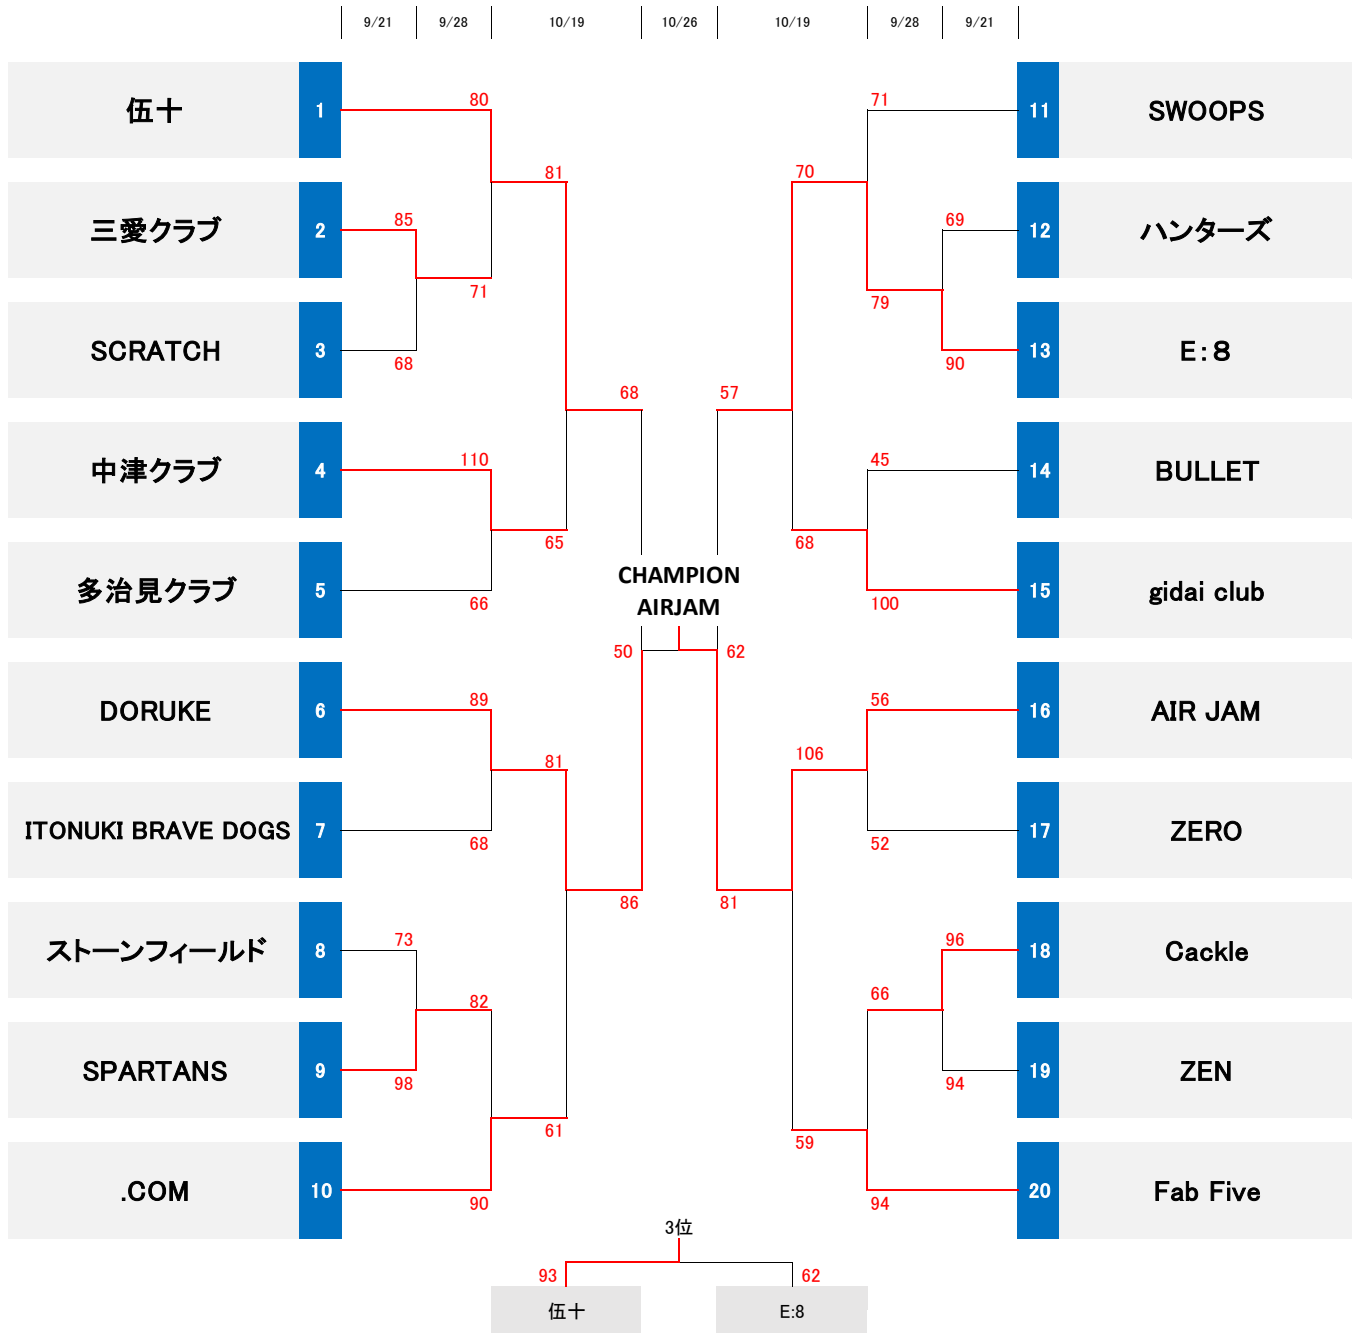 9/21 9/28 10/19 10/26 10/19 9/28 9/21
伍十 1 80 71 11 SWOOPS
81 70
三愛クラブ 2 85 69 12 ハンターズ
71 79
SCRATCH 3 68 90 13 E:8
68 57
中津クラブ 4 110 45 14 BULLET
65 68
CHAMPION
多治見クラブ 5 66 100 15 gidai club
AIRJAM
50 62
DORUKE 6 89 56 16 AIR JAM
81 106
ITONUKI BRAVE DOGS 7 68 52 17 ZERO
86 81
ストーンフィールド 8 73 96 18 Cackle
82 66
SPARTANS 9 98 94 19 ZEN
61 59
.COM 10 90 94 20 Fab Five
3位
93 62
伍十 E:8